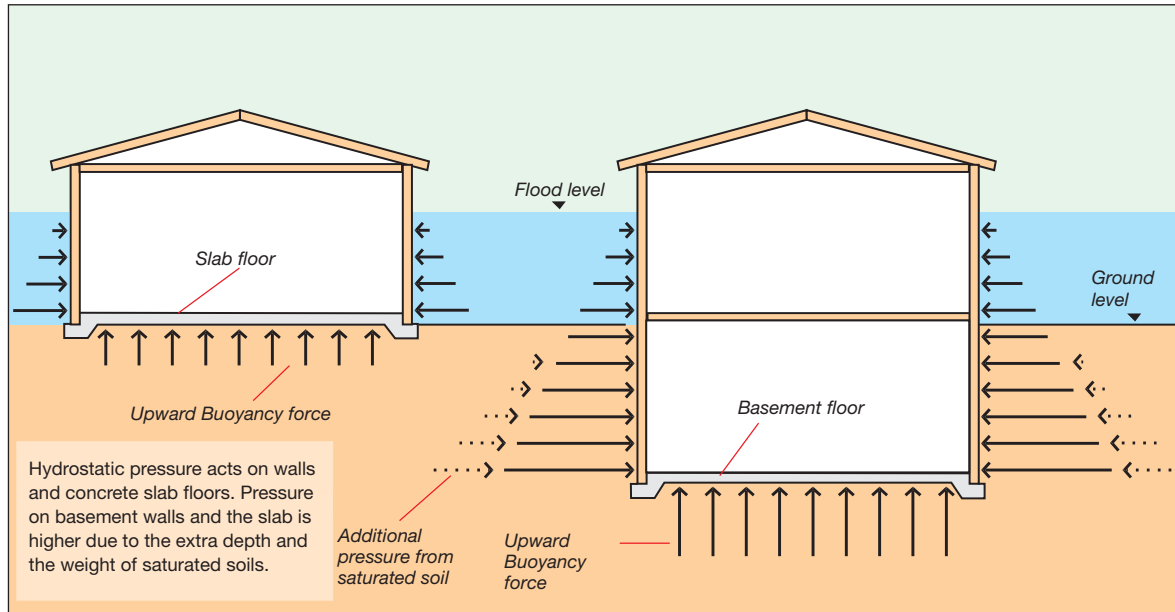 Flood level
Slab floor
Ground
level
Upward Buoyancy force
Basement floor
Hydrostatic pressure acts on walls
and concrete slab floors. Pressure
on basement walls and the slab is
higher due to the extra depth and
the weight of saturated soils.
Additional
pressure from
saturated soil
Upward
Buoyancy
force